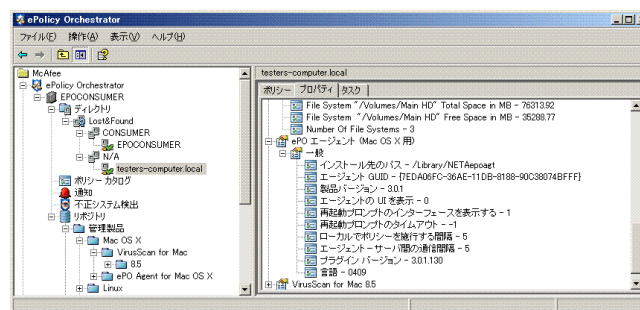 ePolicy Orchestrator
ファイル(F) 操作(A) 表示(V) ヘルプ(H)
McAfee
ePolicy Orchestrator
EPOCONSUMER
ディレクトリ
Lost&Found
CONSUMER
EPOCONSUMER
N/A
testers-computer.local
ポリシー カタログ
通知
不正システム検出
リポジトリ
管理製品
Mac OS X
VirusScan for Mac
8.5
ePO Agent for Mac OS X
Linux
testers-computer.local
ポリシー プロパティ タスク
File System "/Volumes/Main HD" Total Space in MB - 76313.92
File System "/Volumes/Main HD" Free Space in MB - 35288.77
Number Of File Systems - 3
ePO エージェント (Mac OS X 用)
一般
インストール先のパス - /Library/NETAepoagt
エージェント GUID - {7EDA06FC-36AE-11DB-8188-90C38074BFFF}
製品バージョン - 3.0.1
エージェントの UI を表示 - 0
再起動プロンプトのインターフェースを表示する - 1
再起動プロンプトのタイムアウト - -1
ローカルでポリシーを施行する間隔 - 5
エージェント - サーバ間の通信間隔 - 5
プラグイン バージョン - 3.0.1.130
言語 - 0409
VirusScan for Mac 8.5